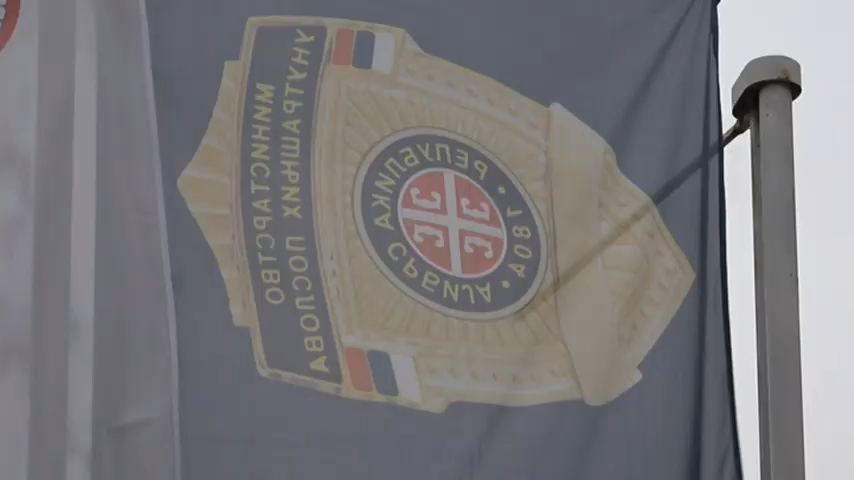 МИНИСТАРСТВО
УНУТРАШЊИХ ПОСЛОВА
РЕПУБЛИКА СРБИЈА
• 1804 •